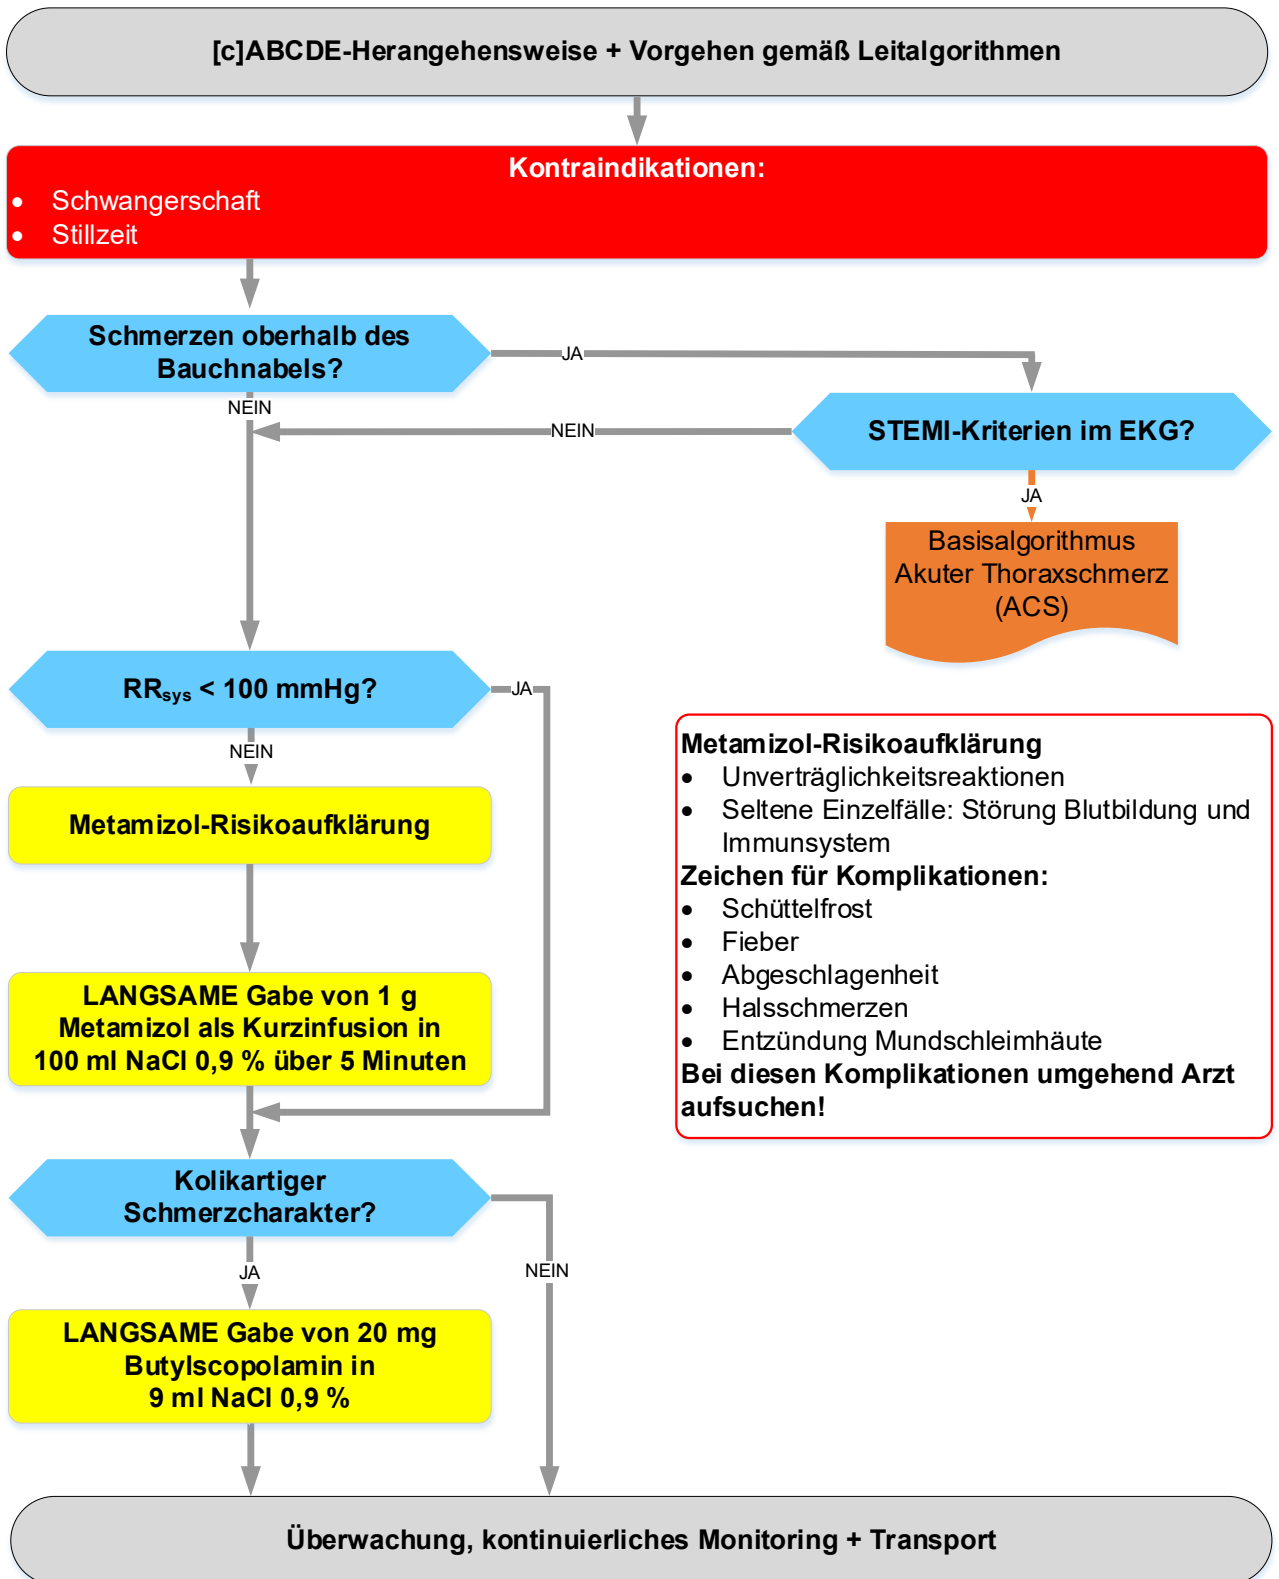 [c]ABCDE-Herangehensweise + Vorgehen gemäß Leitalgorithmen
Kontraindikationen:
• Schwangerschaft
• Stillzeit
Schmerzen oberhalb des
Bauchnabels?
JA
NEIN
NEIN
STEMI-Kriterien im EKG?
JA
Basisalgorithmus
Akuter Thoraxschmerz
(ACS)
RRsys < 100 mmHg?
JA
NEIN
Metamizol-Risikoaufklärung
LANGSAME Gabe von 1 g
Metamizol als Kurzinfusion in
100 ml NaCl 0,9 % über 5 Minuten
Metamizol-Risikoaufklärung
• Unverträglichkeitsreaktionen
• Seltene Einzelfälle: Störung Blutbildung und
Immunsystem
Zeichen für Komplikationen:
• Schüttelfrost
• Fieber
• Abgeschlagenheit
• Halsschmerzen
• Entzündung Mundschleimhäute
Bei diesen Komplikationen umgehend Arzt
aufsuchen!
Kolikartiger
Schmerzcharakter?
JA
NEIN
LANGSAME Gabe von 20 mg
Butylscopolamin in
9 ml NaCl 0,9 %
Überwachung, kontinuierliches Monitoring + Transport